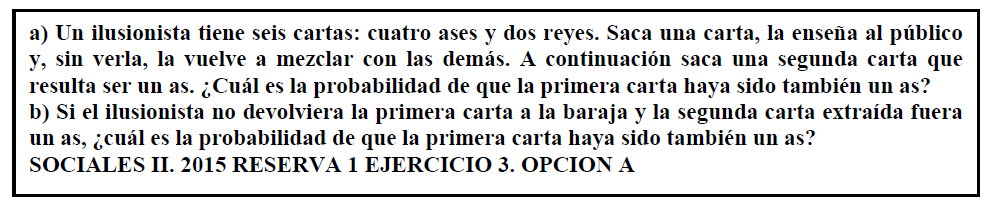 a) Un ilusionista tiene seis cartas: cuatro ases y dos reyes. Saca una carta, la enseña al público
y, sin verla, la vuelve a mezclar con las demás. A continuación saca una segunda carta que
resulta ser un as. ¿Cuál es la probabilidad de que la primera carta haya sido también un as?
b) Si el ilusionista no devolviera la primera carta a la baraja y la segunda carta extraída fuera
un as, ¿cuál es la probabilidad de que la primera carta haya sido también un as?
SOCIALES II. 2015 RESERVA 1 EJERCICIO 3. OPCION A